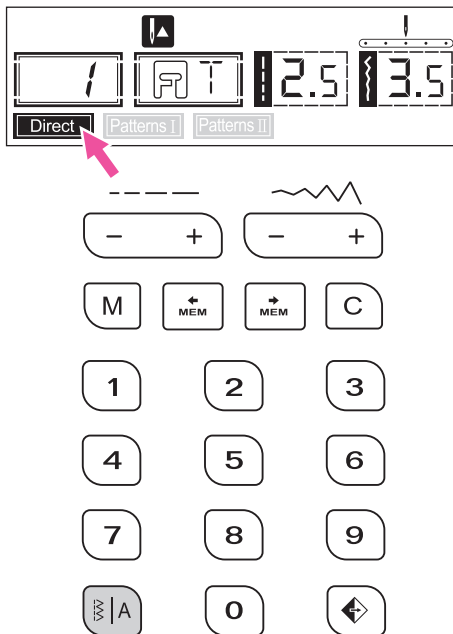 1 T 2.5 3.5
Direct Patterns I Patterns II
- + - +
M MEM MEM C
1 2 3
4 5 6
7 8 9
A 0